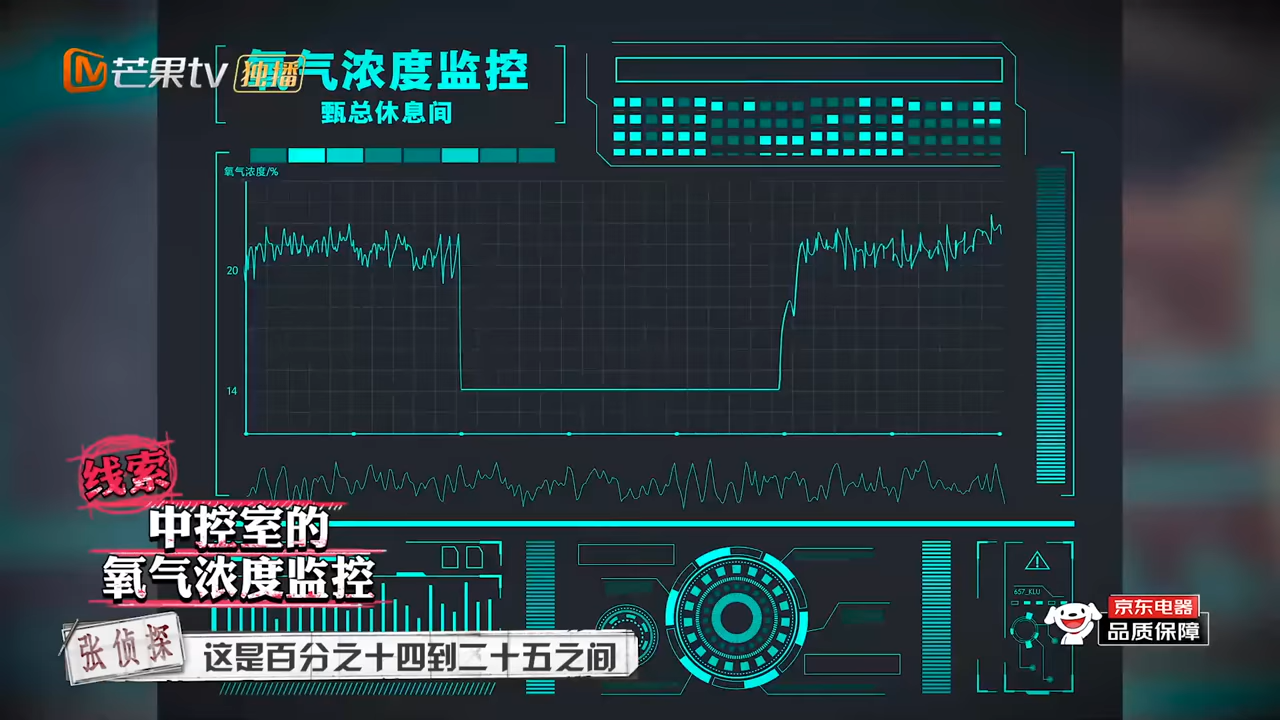 芒果tv 独播
氧气浓度监控
甄总休息间
氧气浓度/%
20
14
线索
中控室的
氧气浓度监控
657_KLU
张侦探
这是百分之十四到二十五之间
京东电器
品质保障